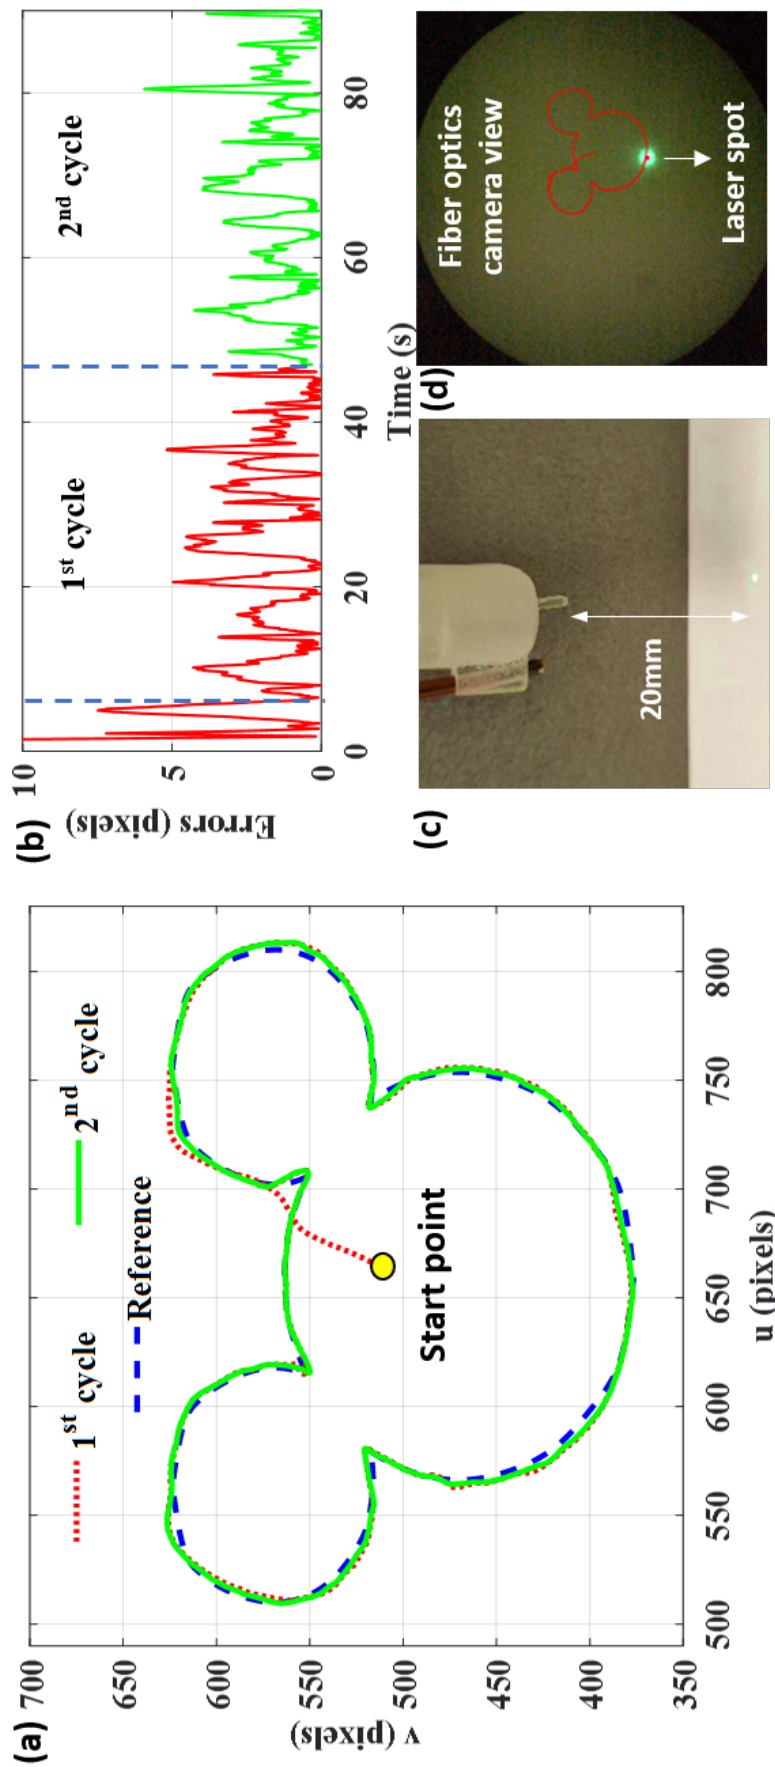 (a)
1st cycle
2nd cycle
Reference
Start point
v (pixels)
700
650
600
550
500
450
400
350
500
550
600
650
700
750
800
u (pixels)
(b)
1st cycle
2nd cycle
Errors (pixels)
10
5
0
0
20
40
60
80
Time (s)
(c)
20mm
(d)
Fiber optics
camera view
Laser spot